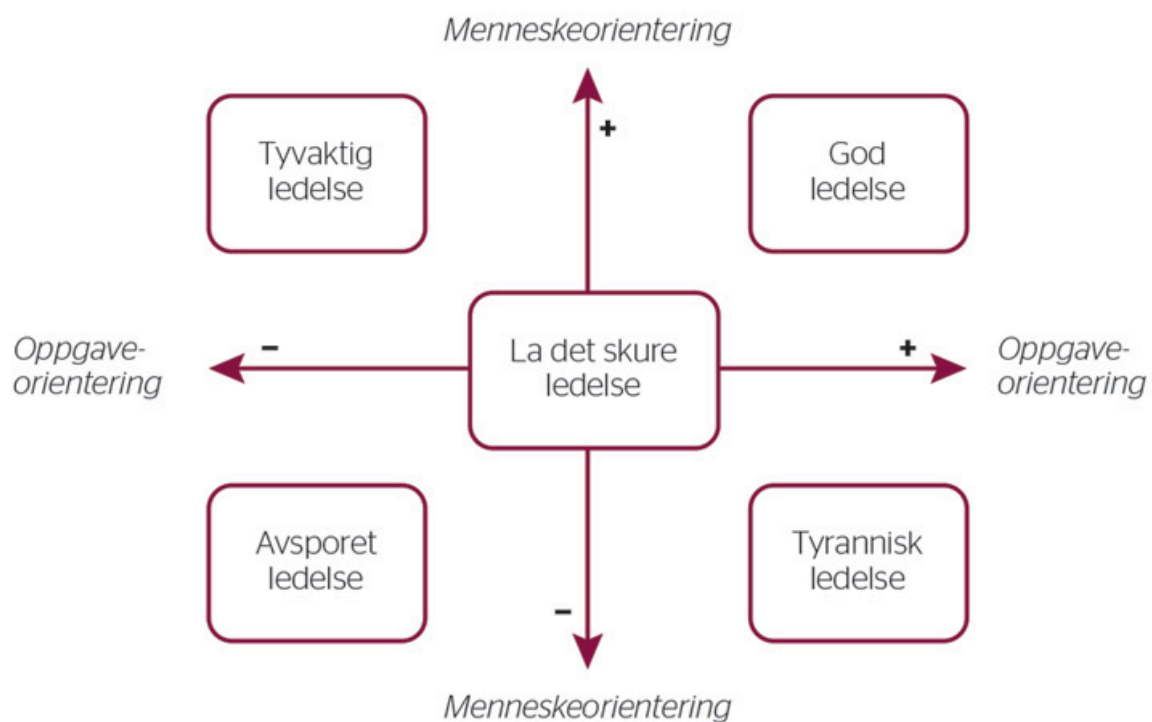 Menneskeorientering
+
Tyvaktig
ledelse
God
ledelse
Oppgave-
orientering
–
La det skure
ledelse
+
Oppgave-
orientering
Avsporet
ledelse
Tyrannisk
ledelse
–
Menneskeorientering